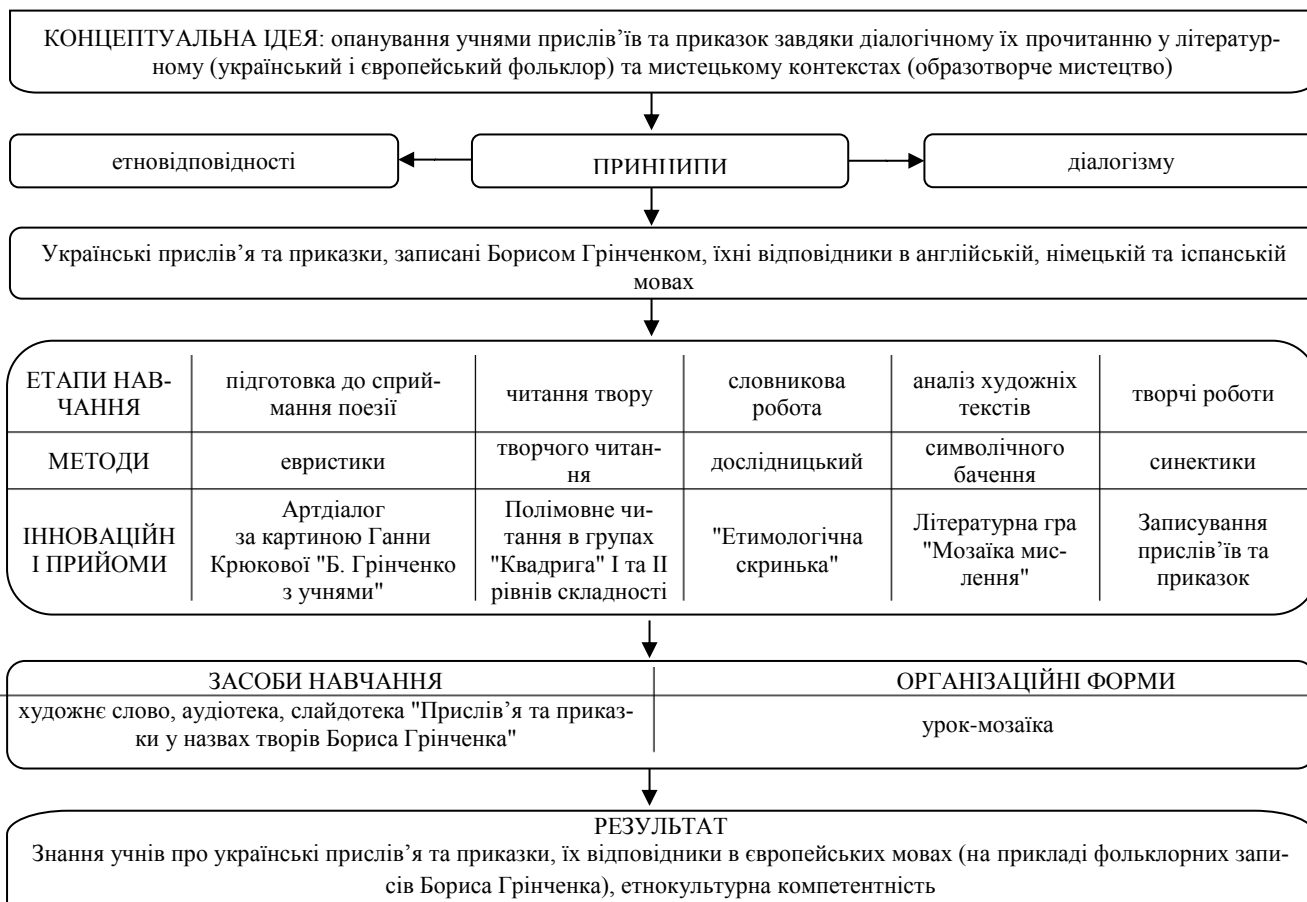 КОНЦЕПТУАЛЬНА ІДЕЯ: опанування учнями прислів’їв та приказок завдяки діалогічному їх прочитанню у літератур-
ному (український і європейський фольклор) та мистецькому контекстах (образотворче мистецтво)
етновідповідності
ПРИНЦИПИ
діалогізму
Українські прислів’я та приказки, записані Борисом Грінченком, їхні відповідники в англійській, німецькій та іспанській
мовах
ЕТАПИ НАВ-
ЧАННЯ
підготовка до сприй-
мання поезії
читання твору
словникова
робота
аналіз художніх
текстів
творчі роботи
МЕТОДИ
евристики
творчого читан-
ня
дослідницький
символічного
бачення
синектики
ІННОВАЦІЙН
І ПРИЙОМИ
Артдіалог
за картиною Ганни
Крюкової "Б. Грінченко
з учнями"
Полімовне чи-
тання в групах
"Квадрига" І та ІІ
рівнів складності
"Етимологічна
скринька"
Літературна гра
"Мозаїка мис-
лення"
Записування
прислів’їв та
приказок
ЗАСОБИ НАВЧАННЯ
художнє слово, аудіотека, слайдотека "Прислів’я та приказ-
ки у назвах творів Бориса Грінченка"
ОРГАНІЗАЦІЙНІ ФОРМИ
урок-мозаїка
РЕЗУЛЬТАТ
Знання учнів про українські прислів’я та приказки, їх відповідники в європейських мовах (на прикладі фольклорних запи-
сів Бориса Грінченка), етнокультурна компетентність